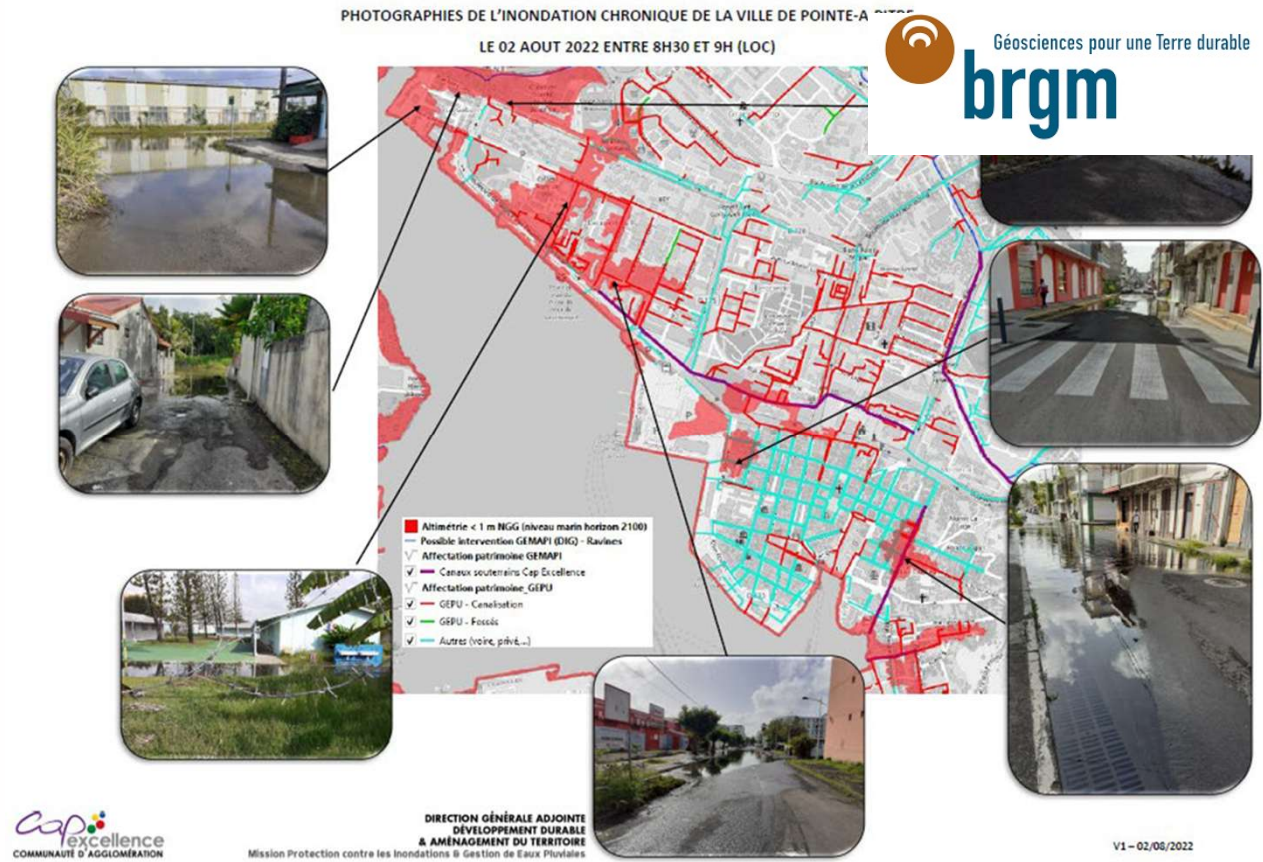 PHOTOGRAPHIES DE L'INONDATION CHRONIQUE DE LA VILLE DE POINTE-A-PITRE
LE 02 AOUT 2022 ENTRE 8H30 ET 9H (LOC)
Géosciences pour une Terre durable
brgm
Altimétrie < 1 m NGG (niveau marin horizon 2100)
Possible intervention GEMAPI (DIG) - Ravines
Affectation patrimoine GEMAPI
Canaux souterrains Cap Excellence
Affectation patrimoine_GEPU
GEPU - Canalisation
GEPU - Fossés
Autres (voire, privé,...)
Cap excellence
COMMUNAUTÉ D'AGGLOMÉRATION
DIRECTION GÉNÉRALE ADJOINTE
DÉVELOPPEMENT DURABLE
& AMÉNAGEMENT DU TERRITOIRE
Mission Protection contre les Inondations & Gestion de Eaux Pluviales
V1 – 02/08/2022